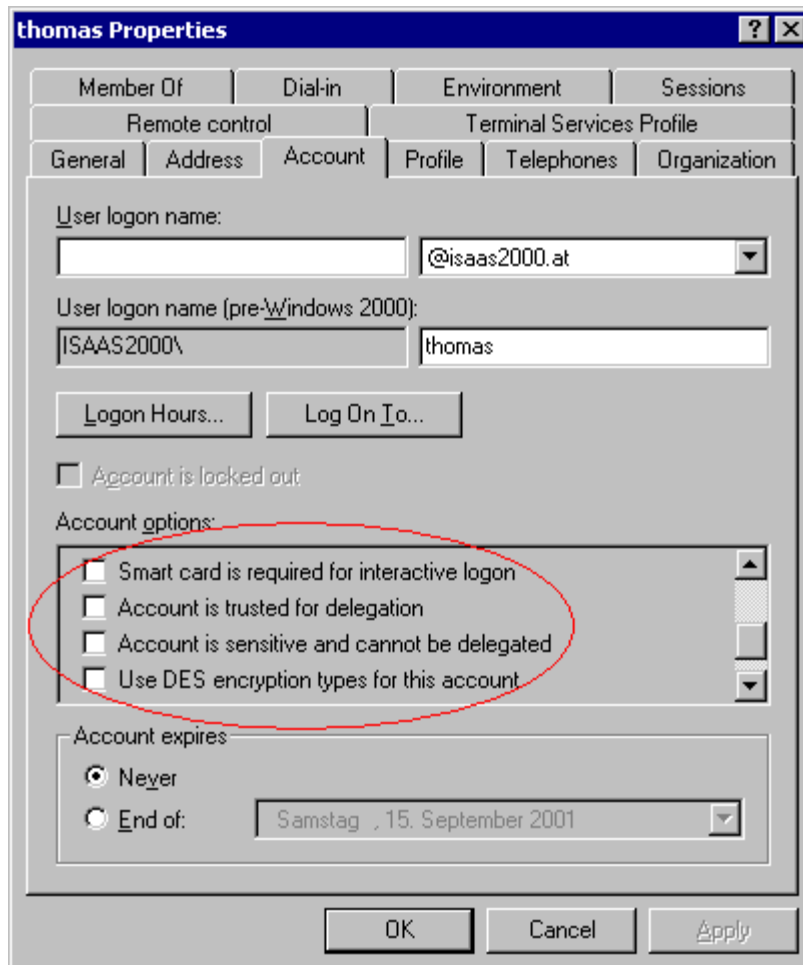 thomas Properties
Member Of Dial-in Environment Sessions
Remote control Terminal Services Profile
General Address Account Profile Telephones Organization
User logon name:
@isaas2000.at
User logon name (pre-Windows 2000):
ISAAS2000\ thomas
Logon Hours... Log On To...
Account is locked out
Account options:
Smart card is required for interactive logon
Account is trusted for delegation
Account is sensitive and cannot be delegated
Use DES encryption types for this account
Account expires
Never
End of: Samstag , 15. September 2001
OK Cancel Apply